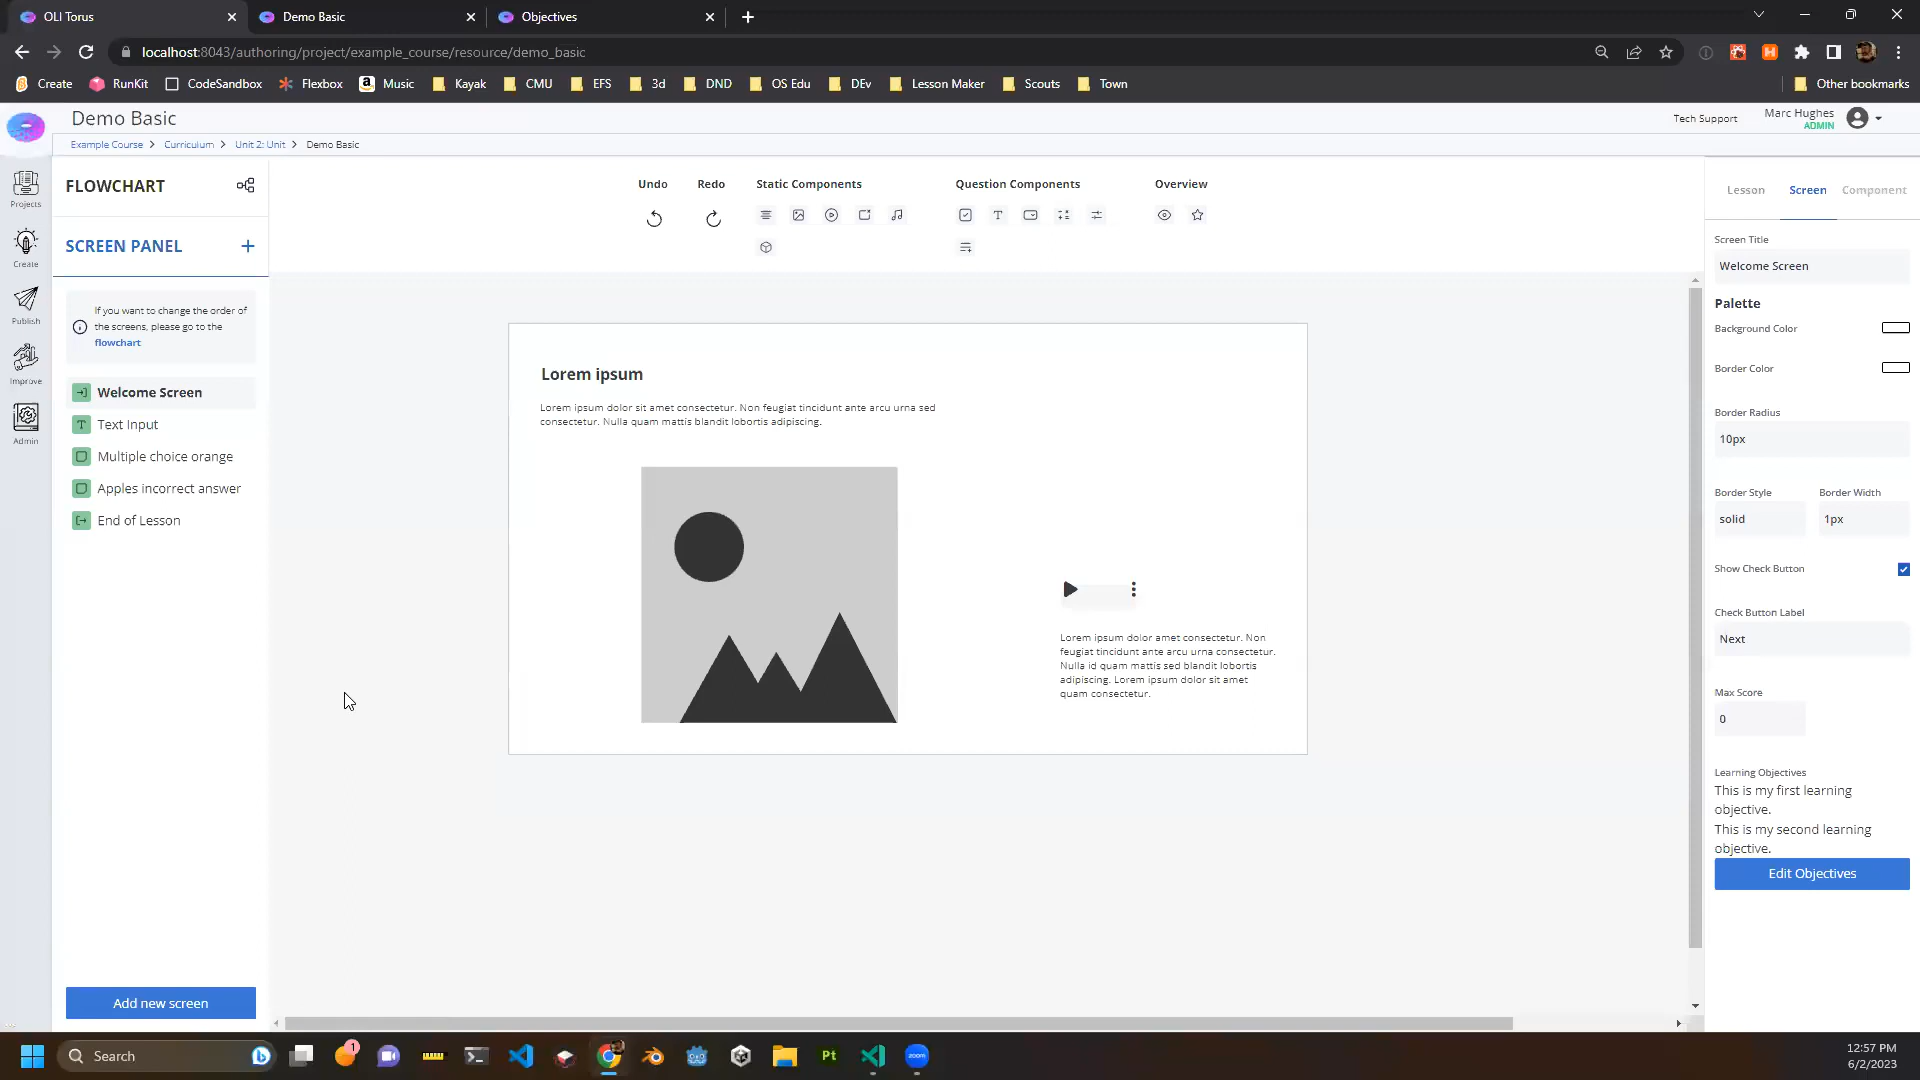 OLI Torus
Demo Basic
Objectives
localhost:8043/authoring/project/example_course/resource/demo_basic
Create
RunKit
CodeSandbox
Flexbox
Music
Kayak
CMU
EFS
3d
DND
OS Edu
DEv
Lesson Maker
Scouts
Town
Other bookmarks
Demo Basic
Tech Support
Marc Hughes
ADMIN
Example Course > Curriculum > Unit 2: Unit > Demo Basic
Projects
Create
Publish
Improve
Admin
FLOWCHART
SCREEN PANEL
If you want to change the order of
the screens, please go to the
flowchart
Welcome Screen
Text Input
Multiple choice orange
Apples incorrect answer
End of Lesson
Add new screen
Undo
Redo
Static Components
Question Components
Overview
Lorem ipsum
Lorem ipsum dolor sit amet consectetur. Non feugiat tincidunt ante arcu urna sed
consectetur. Nulla quam mattis blandit lobortis adipiscing.
Lorem ipsum dolor amet consectetur. Non
feugiat tincidunt ante arcu urna consectetur.
Nulla id quam mattis sed blandit lobortis
adipiscing. Lorem ipsum dolor sit amet
quam consectetur.
Lesson
Screen
Component
Screen Title
Welcome Screen
Palette
Background Color
Border Color
Border Radius
10px
Border Style
Border Width
solid
1px
Show Check Button
Check Button Label
Next
Max Score
0
Learning Objectives
This is my first learning
objective.
This is my second learning
objective.
Edit Objectives
Search
1
Pt
zoom
12:57 PM
6/2/2023